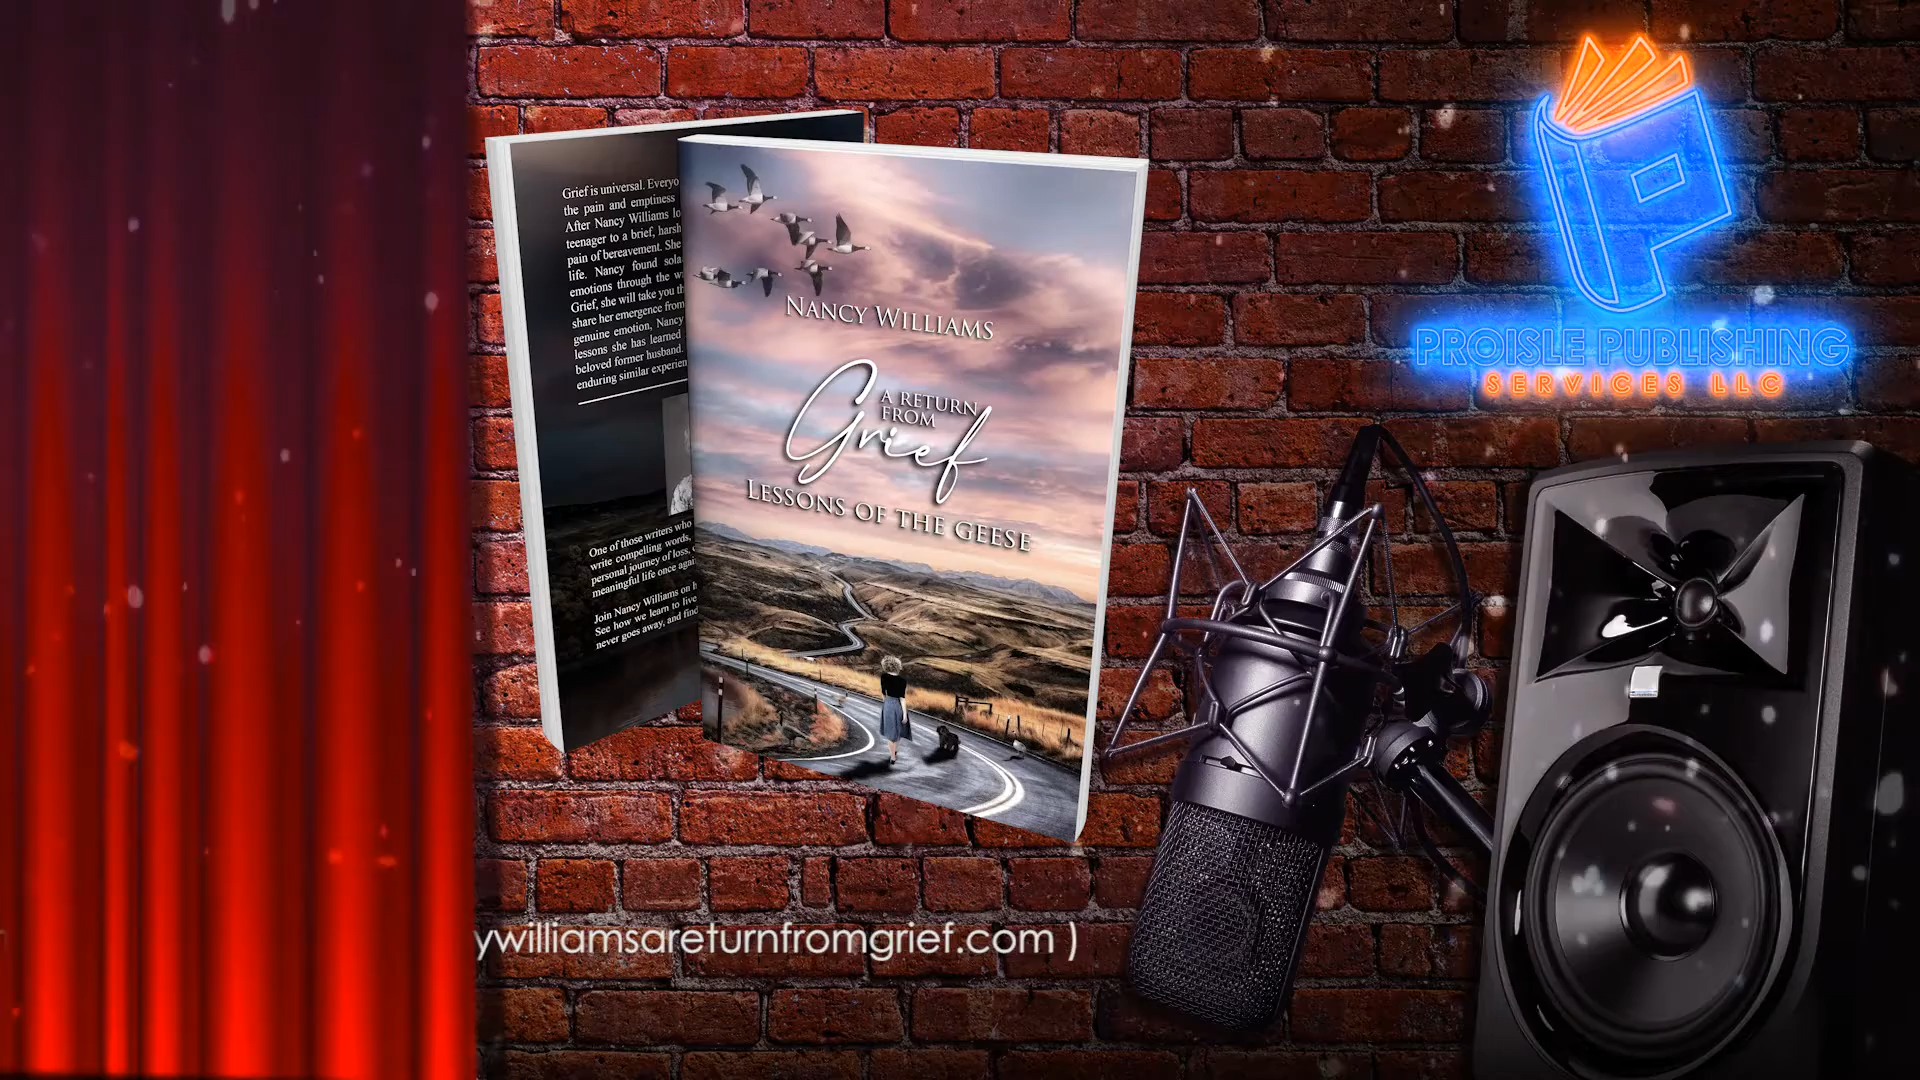 Grief is universal. Everyo
the pain and emptiness
After Nancy Williams lo
teenager to a brief, harsh
pain of bereavement. She
life. Nancy found sola
emotions through the w
Grief, she will take you th
share her emergence from
genuine emotion, Nancy
lessons she has learned
beloved former husband.
enduring similar experien
One of those writers who
write compelling words,
personal journey of loss,
meaningful life once agai
Join Nancy Williams on h
See how we learn to live
never goes away, and find
NANCY WILLIAMS
A RETURN
FROM
Grief
LESSONS OF THE GEESE
PROISLE PUBLISHING
SERVICES LLC
ywilliamsareturnfromgrief.com )